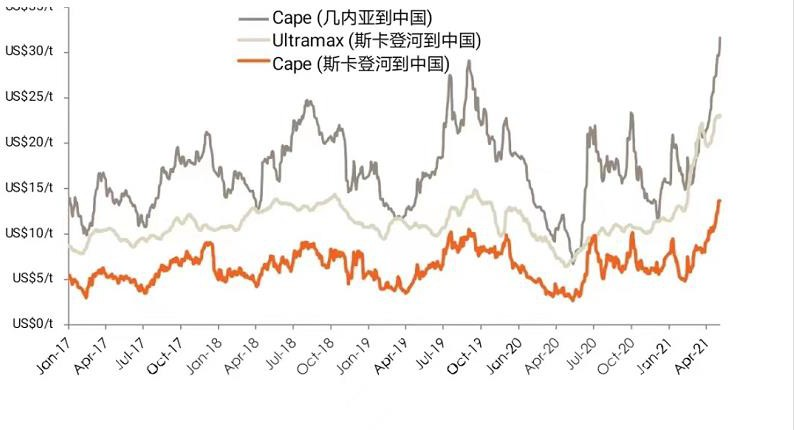 US$35/t
Cape (几内亚到中国)
Ultramax (斯卡登河到中国)
Cape (斯卡登河到中国)
US$30/t
US$25/t
US$20/t
US$15/t
US$10/t
US$5/t
US$0/t
Jan-17
Apr-17
Jul-17
Oct-17
Jan-18
Apr-18
Jul-18
Oct-18
Jan-19
Apr-19
Jul-19
Oct-19
Jan-20
Apr-20
Jul-20
Oct-20
Jan-21
Apr-21